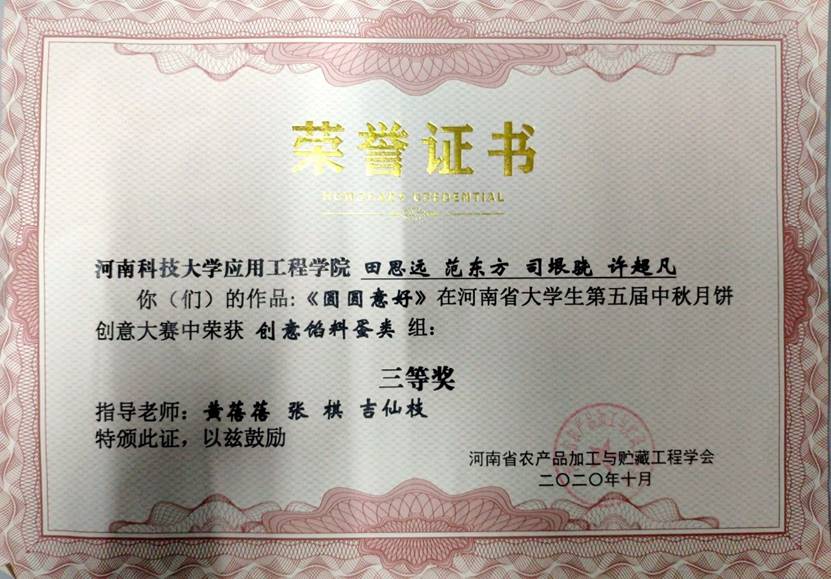 荣誉证书
HONORARY CREDENTIAL
河南科技大学应用工程学院 田思远 范东方 司垠骁 许超凡
你（们）的作品:《圆圆意好》在河南省大学生第五届中秋月饼
创意大赛中荣获 创意馅料蛋类 组：
三等奖
指导老师：黄蓓蓓 张 棋 吉仙枝
特颁此证，以兹鼓励
河南省农产品加工与贮藏工程学会
二〇二〇年十月